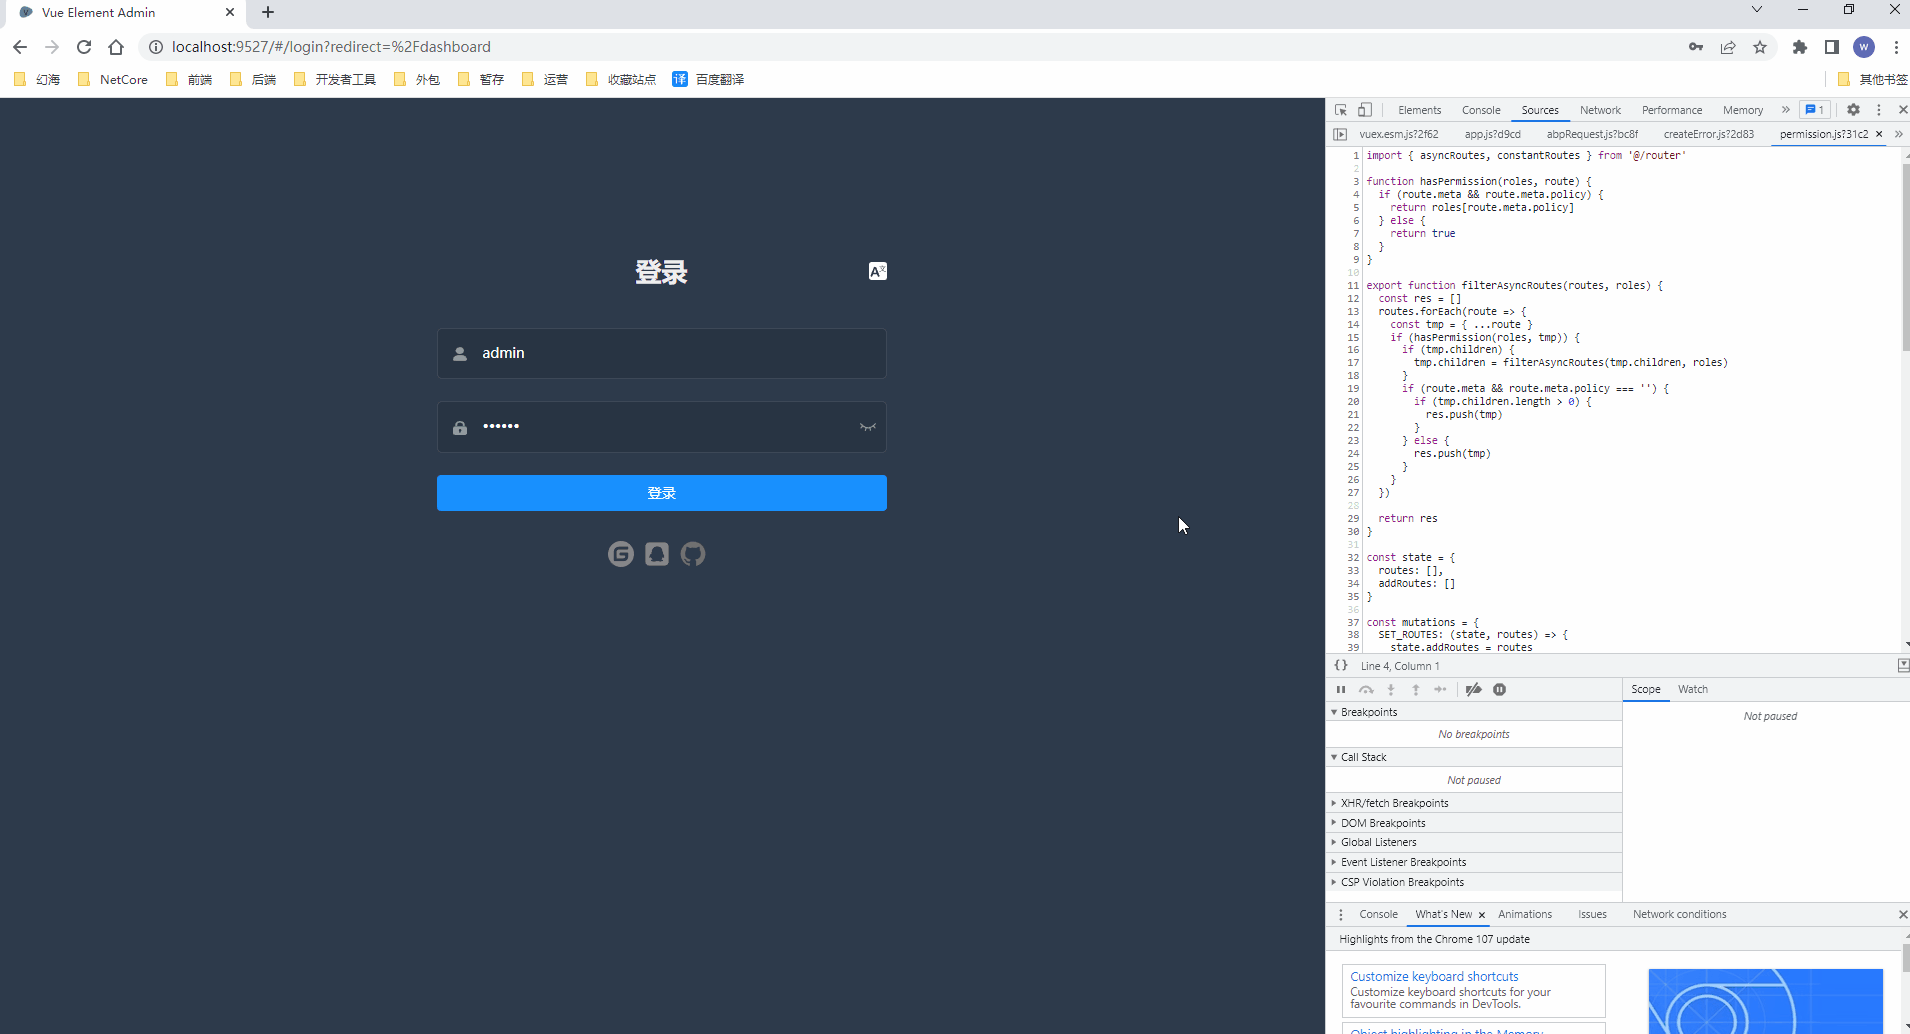 Vue Element Admin
localhost:9527/#/login?redirect=%2Fdashboard
W
幻海 NetCore 前端 后端 开发者工具 外包 暂存 运营 收藏站点 译 百度翻译 其他书签
登录
A文
admin
••••••
登录
Elements Console Sources Network Performance Memory » 1
vuex.esm.js?2f62 app.js?d9cd abpRequest.js?bc8f createError.js?2d83 permission.js?31c2 »
1 import { asyncRoutes, constantRoutes } from '@/router'
2
3 function hasPermission(roles, route) {
4 if (route.meta && route.meta.policy) {
5 return roles[route.meta.policy]
6 } else {
7 return true
8 }
9 }
10
11 export function filterAsyncRoutes(routes, roles) {
12 const res = []
13 routes.forEach(route => {
14 const tmp = { ...route }
15 if (hasPermission(roles, tmp)) {
16 if (tmp.children) {
17 tmp.children = filterAsyncRoutes(tmp.children, roles)
18 }
19 if (route.meta && route.meta.policy === '') {
20 if (tmp.children.length > 0) {
21 res.push(tmp)
22 }
23 } else {
24 res.push(tmp)
25 }
26 }
27 })
28
29 return res
30 }
31
32 const state = {
33 routes: [],
34 addRoutes: []
35 }
36
37 const mutations = {
38 SET_ROUTES: (state, routes) => {
39 state.addRoutes = routes
{} Line 4, Column 1
Scope Watch
Breakpoints
Not paused
No breakpoints
Call Stack
Not paused
XHR/fetch Breakpoints
DOM Breakpoints
Global Listeners
Event Listener Breakpoints
CSP Violation Breakpoints
Console What's New Animations Issues Network conditions
Highlights from the Chrome 107 update
Customize keyboard shortcuts
Customize keyboard shortcuts for your
favourite commands in DevTools.
Object highlighting in the Memory